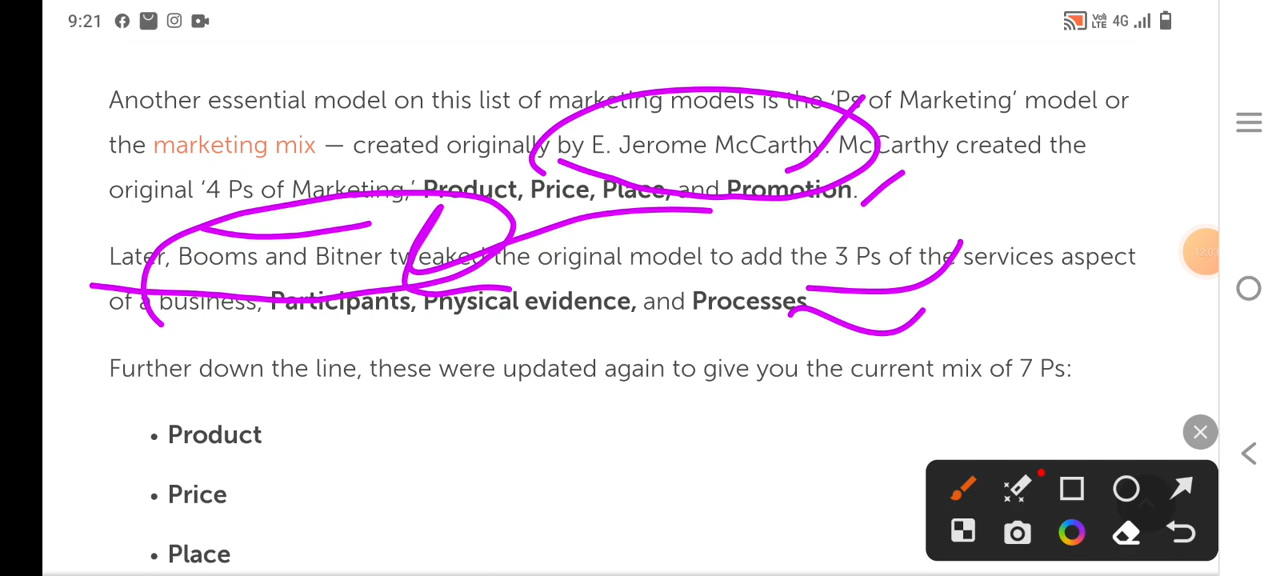 9:21
Vo) LTE 4G
Another essential model on this list of marketing models is the ‘Ps of Marketing’ model or
the marketing mix — created originally by E. Jerome McCarthy. McCarthy created the
original ‘4 Ps of Marketing,’ Product, Price, Place, and Promotion.
Later, Booms and Bitner tweaked the original model to add the 3 Ps of the services aspect
of a business, Participants, Physical evidence, and Processes
Further down the line, these were updated again to give you the current mix of 7 Ps:
• Product
• Price
• Place